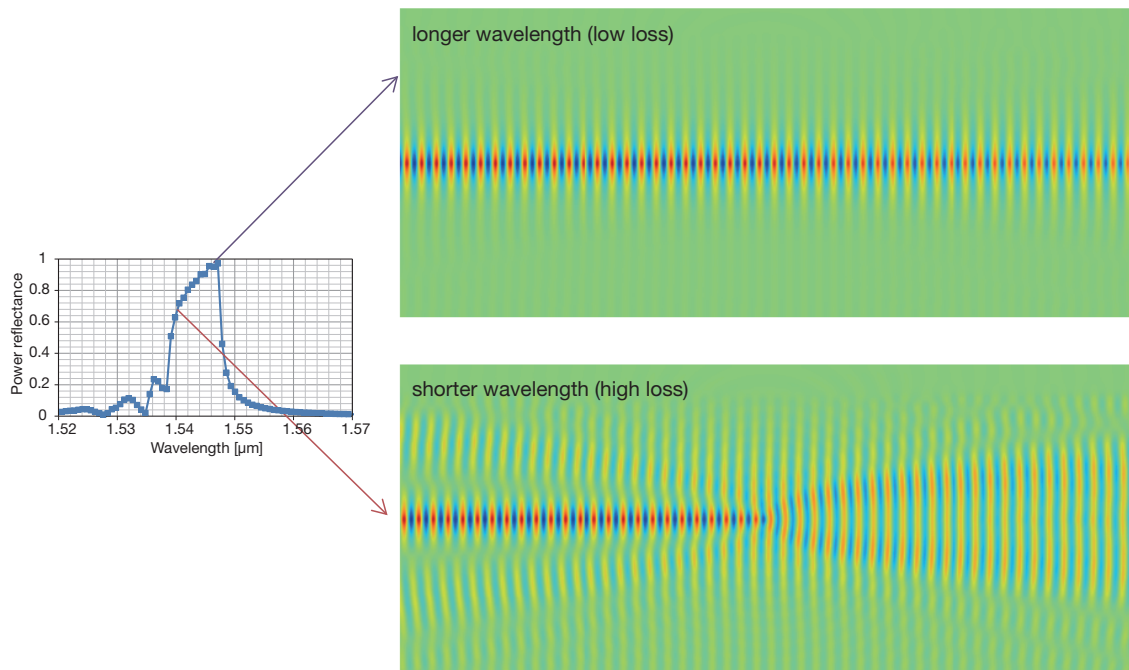 longer wavelength (low loss)
Power reflectance
1
0.8
0.6
0.4
0.2
0
1.52 1.53 1.54 1.55 1.56 1.57
Wavelength [µm]
shorter wavelength (high loss)